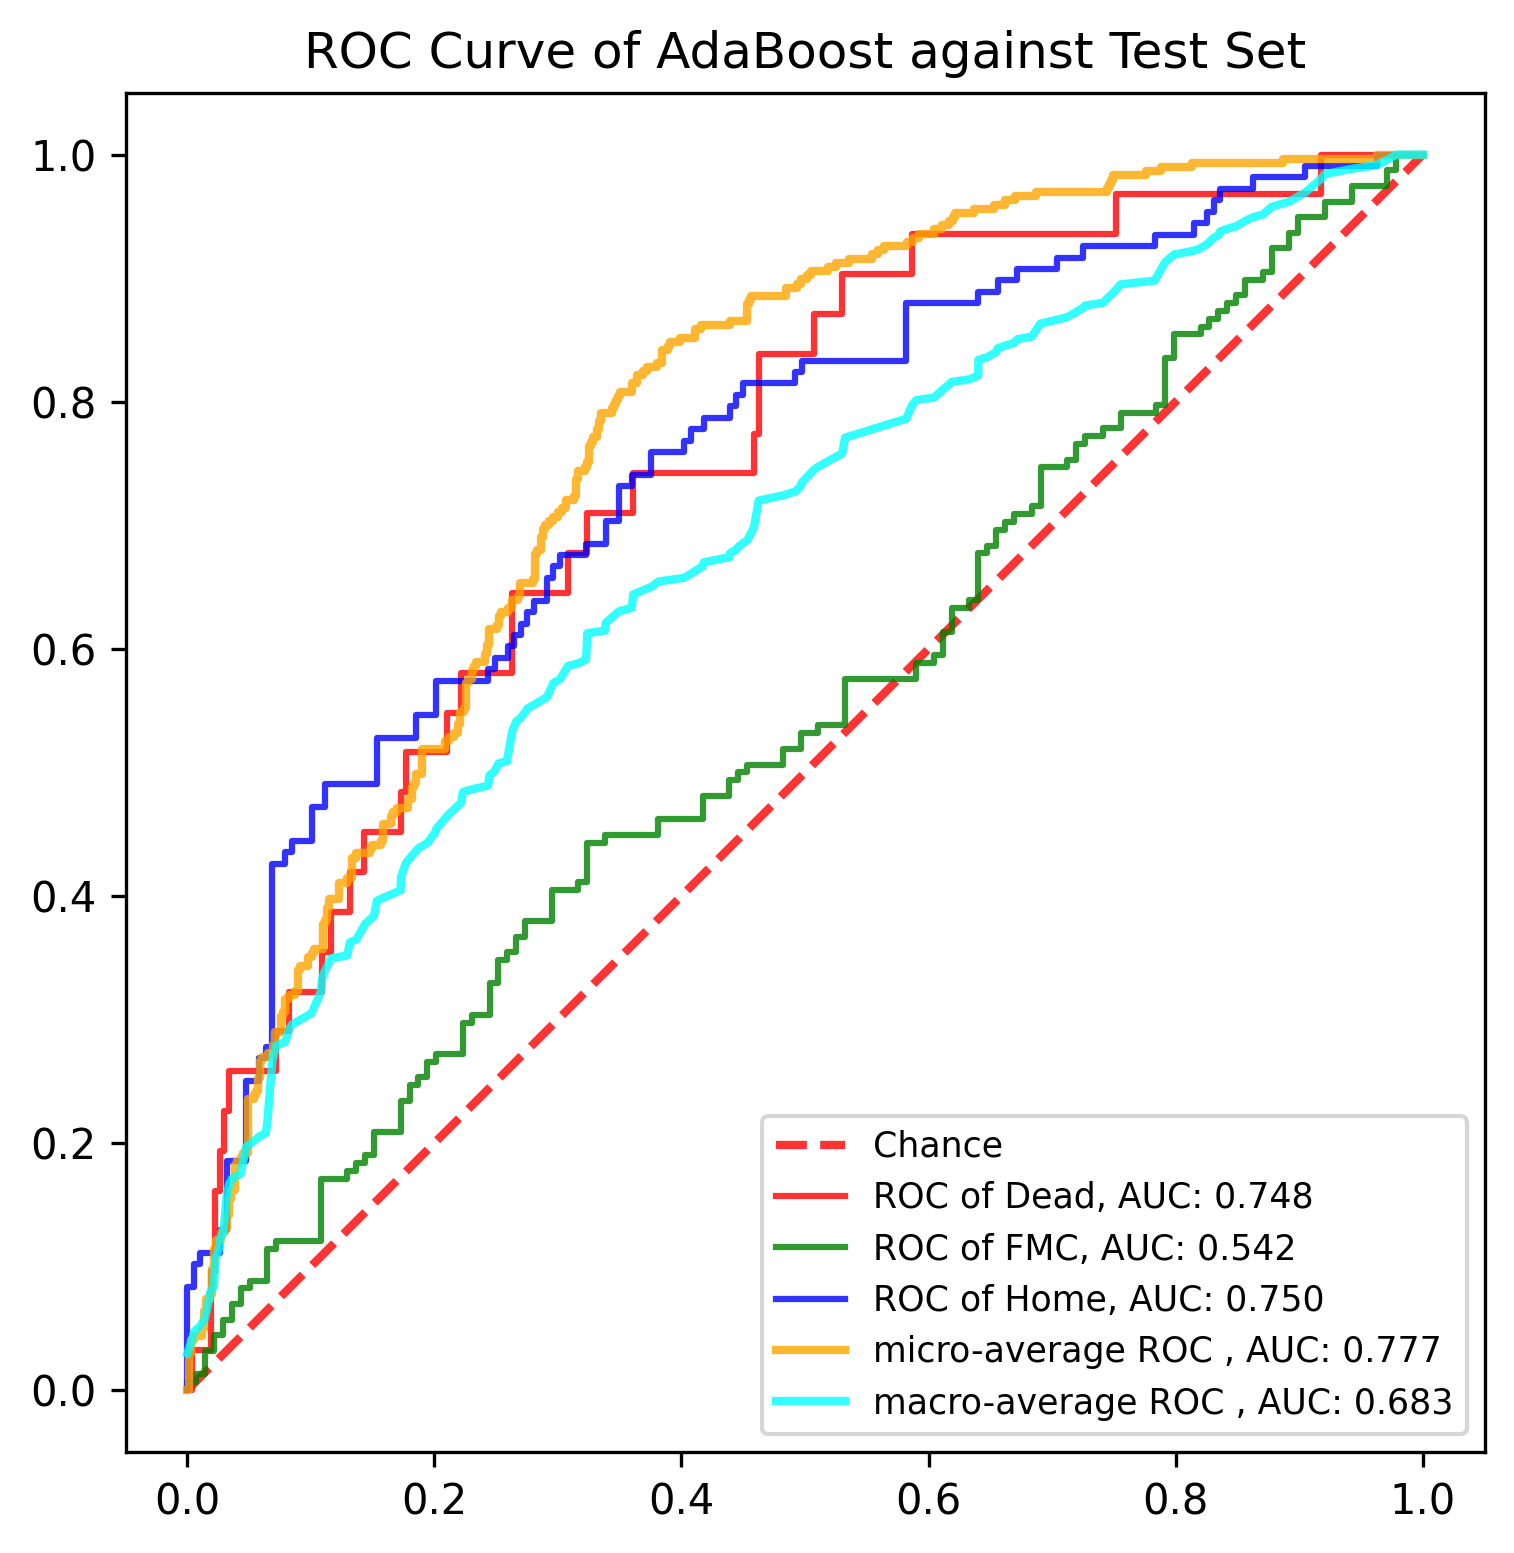 ROC Curve of AdaBoost against Test Set
1.0
0.8
0.6
0.4
0.2
0.0
Chance
ROC of Dead, AUC: 0.748
ROC of FMC, AUC: 0.542
ROC of Home, AUC: 0.750
micro-average ROC , AUC: 0.777
macro-average ROC , AUC: 0.683
0.0 0.2 0.4 0.6 0.8 1.0